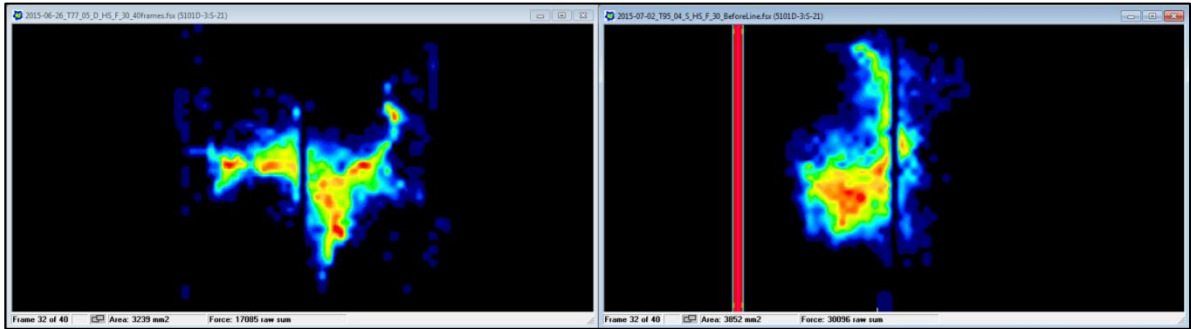 2015-06-26_T77_05_D_HS_F_30_40frames.fsx (5101D-3:S-21)
2015-07-02_T95_04_S_HS_F_30_BeforeLine.fsx (5101D-3:S-21)
Frame 32 of 40 Area: 3239 mm2 Force: 17085 raw sum
Frame 32 of 40 Area: 3852 mm2 Force: 30096 raw sum